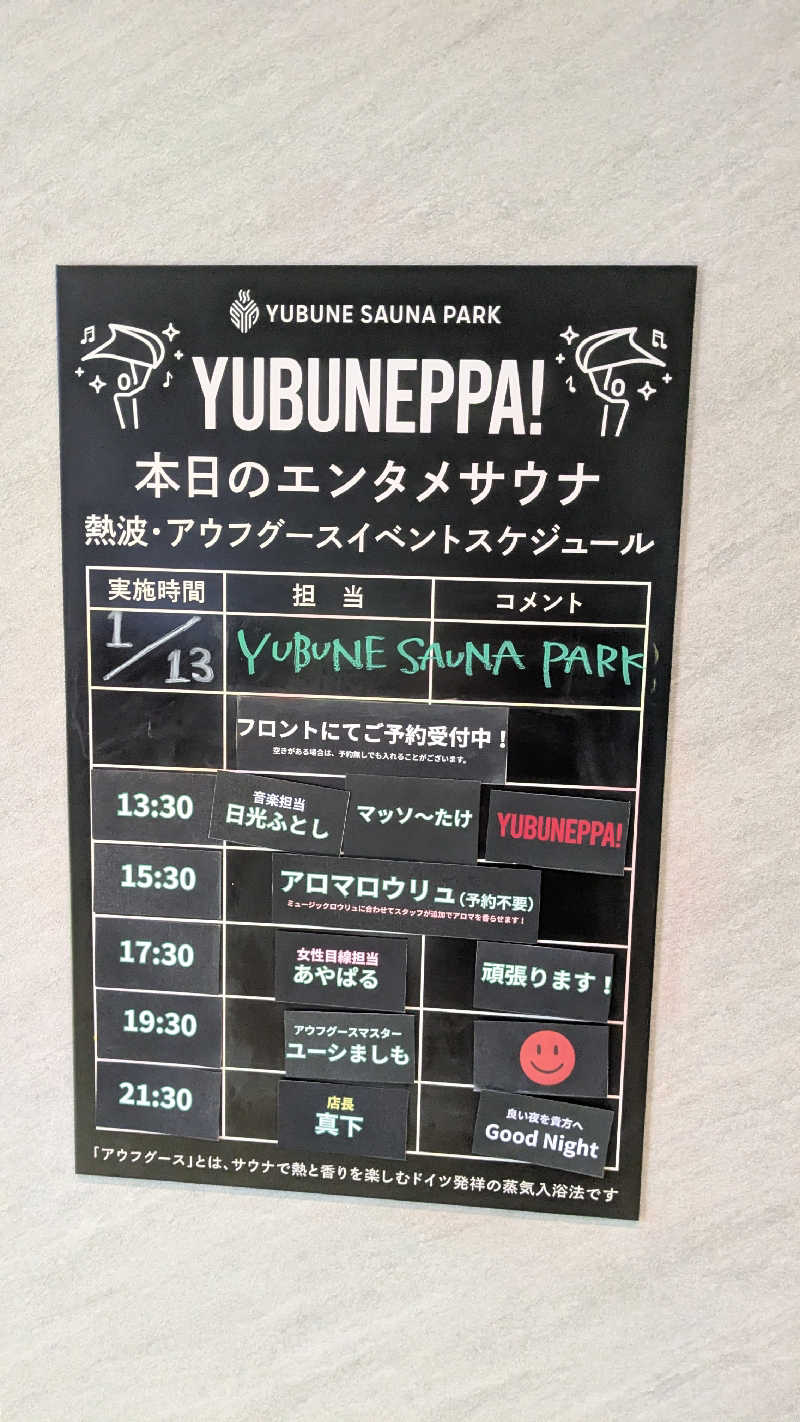 YUBUNE SAUNA PARK
YUBUNEPPA!
本日のエンタメサウナ
熱波・アウフグースイベントスケジュール
実施時間 担当 コメント
1/13 YUBUNE SAUNA PARK
フロントにてご予約受付中！
空きがある場合は、予約無しでも入れることがございます。
13:30 音楽担当 日光ふとし マッソ〜たけ YUBUNEPPA!
15:30 アロマロウリュ(予約不要)
ミュージックロウリュに合わせてスタッフが追加でアロマを香らせます！
17:30 女性目線担当 あやぱる 頑張ります！
19:30 アウフグースマスター ユーシましも
21:30 店長 真下 良い夜を貴方へ Good Night
「アウフグース」とは、サウナで熱と香りを楽しむドイツ発祥の蒸気入浴法です